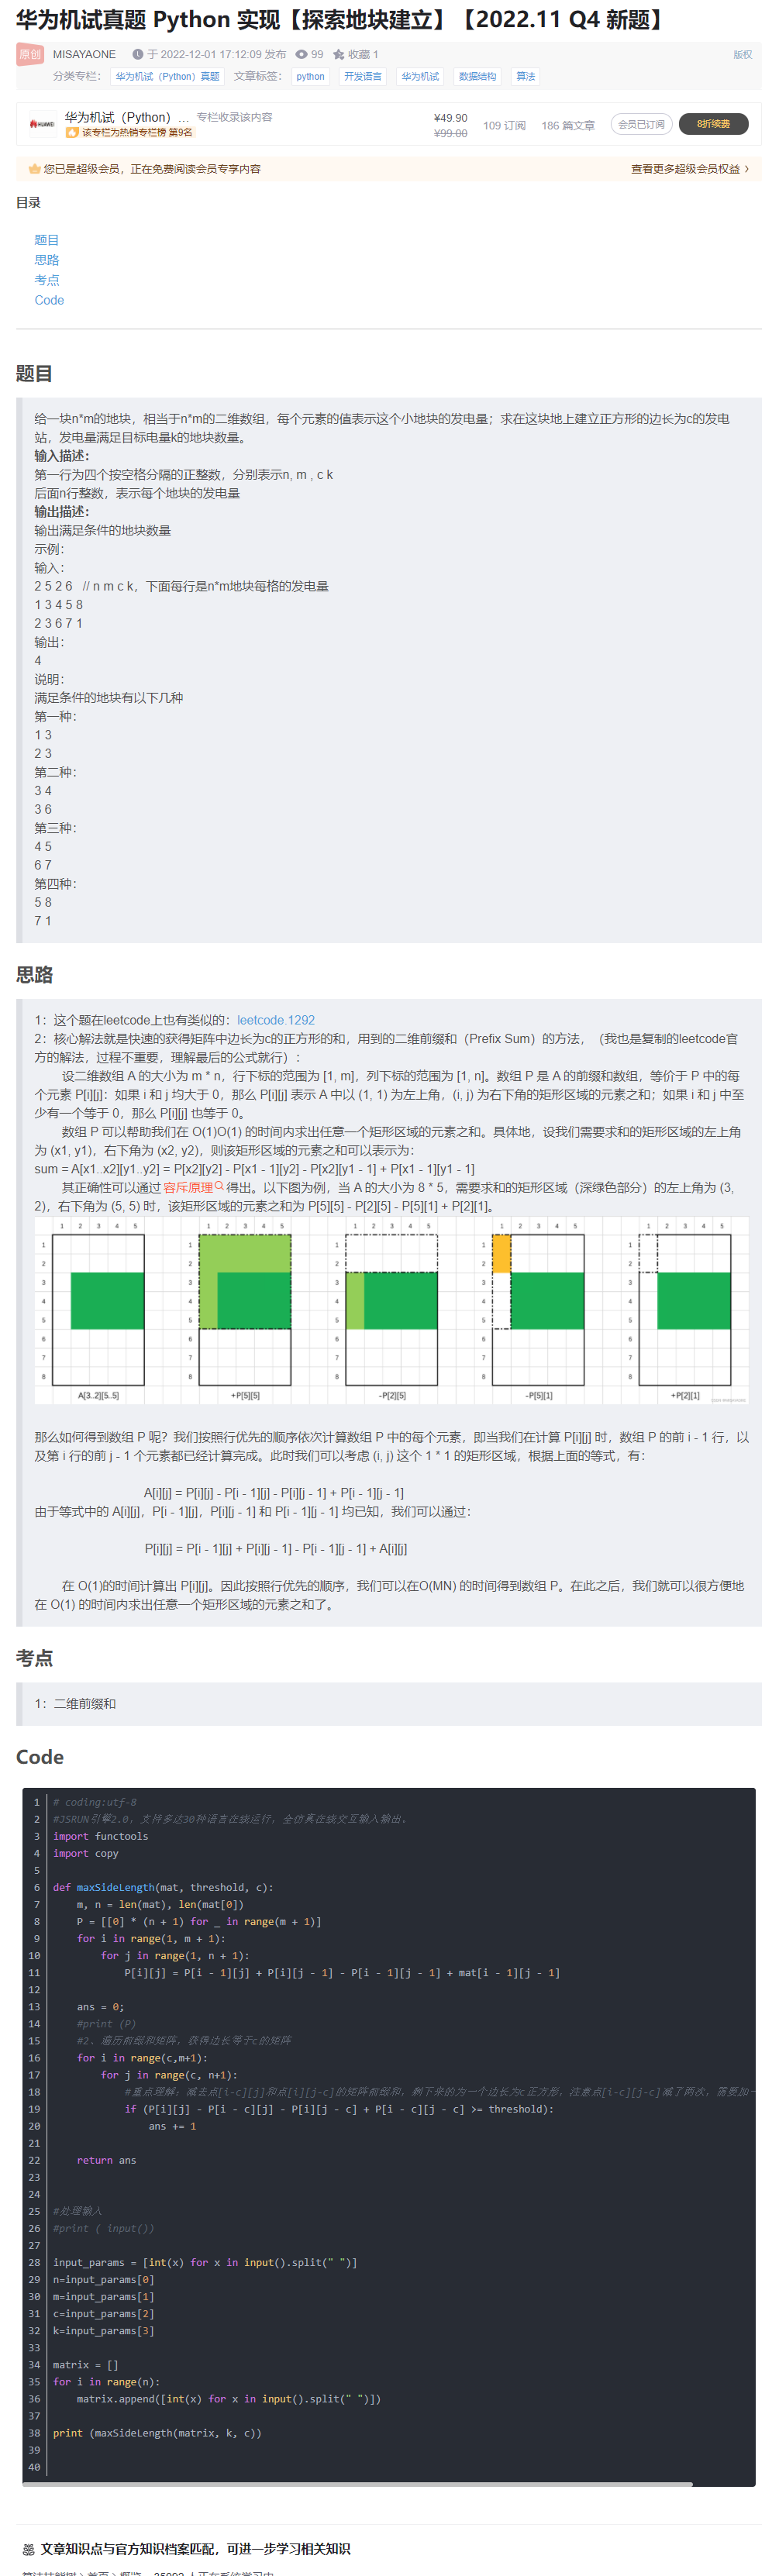 华为机试真题 Python 实现【探索地块建立】【2022.11 Q4 新题】
原创 MISAYAONE 于 2022-12-01 17:12:09 发布 99 收藏 1 版权
分类专栏： 华为机试（Python）真题 文章标签： python 开发语言 华为机试 数据结构 算法
HUAWEI 华为机试（Python）... 专栏收录该内容 ¥49.90 109 订阅 186 篇文章 会员已订阅 8折续费
该专栏为热销专栏榜 第9名 ¥99.00
您已是超级会员，正在免费阅读会员专享内容 查看更多超级会员权益
目录
题目
思路
考点
Code
题目
给一块n*m的地块，相当于n*m的二维数组，每个元素的值表示这个小地块的发电量；求在这块地上建立正方形的边长为c的发电
站，发电量满足目标电量k的地块数量。
输入描述：
第一行为四个按空格分隔的正整数，分别表示n, m , c k
后面n行整数，表示每个地块的发电量
输出描述：
输出满足条件的地块数量
示例：
输入：
2 5 2 6 // n m c k，下面每行是n*m地块每格的发电量
1 3 4 5 8
2 3 6 7 1
输出：
4
说明：
满足条件的地块有以下几种
第一种：
1 3
2 3
第二种：
3 4
3 6
第三种：
4 5
6 7
第四种：
5 8
7 1
思路
1：这个题在leetcode上也有类似的：leetcode.1292
2：核心解法就是快速的获得矩阵中边长为c的正方形的和，用到的二维前缀和（Prefix Sum）的方法，（我也是复制的leetcode官
方的解法，过程不重要，理解最后的公式就行）：
设二维数组 A 的大小为 m * n，行下标的范围为 [1, m]，列下标的范围为 [1, n]。数组 P 是 A 的前缀和数组，等价于 P 中的每
个元素 P[i][j]：如果 i 和 j 均大于 0，那么 P[i][j] 表示 A 中以 (1, 1) 为左上角，(i, j) 为右下角的矩形区域的元素之和；如果 i 和 j 中至
少有一个等于 0，那么 P[i][j] 也等于 0。
数组 P 可以帮助我们在 O(1)O(1) 的时间内求出任意一个矩形区域的元素之和。具体地，设我们需要求和的矩形区域的左上角
为 (x1, y1)，右下角为 (x2, y2)，则该矩形区域的元素之和可以表示为：
sum = A[x1..x2][y1..y2] = P[x2][y2] - P[x1 - 1][y2] - P[x2][y1 - 1] + P[x1 - 1][y1 - 1]
其正确性可以通过 容斥原理 得出。以下图为例，当 A 的大小为 8 * 5，需要求和的矩形区域（深绿色部分）的左上角为 (3,
2)，右下角为 (5, 5) 时，该矩形区域的元素之和为 P[5][5] - P[2][5] - P[5][1] + P[2][1]。
1 2 3 4 5 1 2 3 4 5 1 2 3 4 5 1 2 3 4 5 1 2 3 4 5
1 1 1 1 1
2 2 2 2 2
3 3 3 3 3
4 4 4 4 4
5 5 5 5 5
6 6 6 6 6
7 7 7 7 7
8 8 8 8 8
A[3..2][5..5] +P[5][5] -P[2][5] -P[5][1] +P[2][1]
那么如何得到数组 P 呢？我们按照行优先的顺序依次计算数组 P 中的每个元素，即当我们在计算 P[i][j] 时，数组 P 的前 i - 1 行，以
及第 i 行的前 j - 1 个元素都已经计算完成。此时我们可以考虑 (i, j) 这个 1 * 1 的矩形区域，根据上面的等式，有：
A[i][j] = P[i][j] - P[i - 1][j] - P[i][j - 1] + P[i - 1][j - 1]
由于等式中的 A[i][j]，P[i - 1][j]，P[i][j - 1] 和 P[i - 1][j - 1] 均已知，我们可以通过：
P[i][j] = P[i - 1][j] + P[i][j - 1] - P[i - 1][j - 1] + A[i][j]
在 O(1)的时间计算出 P[i][j]。因此按照行优先的顺序，我们可以在O(MN) 的时间得到数组 P。在此之后，我们就可以很方便地
在 O(1) 的时间内求出任意一个矩形区域的元素之和了。
考点
1：二维前缀和
Code
1 # coding:utf-8
2 #JSRUN引擎2.0，支持多达30种语言在线运行，全仿真在线交互输入输出。
3 import functools
4 import copy
5
6 def maxSideLength(mat, threshold, c):
7 m, n = len(mat), len(mat[0])
8 P = [[0] * (n + 1) for _ in range(m + 1)]
9 for i in range(1, m + 1):
10 for j in range(1, n + 1):
11 P[i][j] = P[i - 1][j] + P[i][j - 1] - P[i - 1][j - 1] + mat[i - 1][j - 1]
12
13 ans = 0;
14 #print (P)
15 #2. 遍历前缀和矩阵，获得边长等于c的矩阵
16 for i in range(c,m+1):
17 for j in range(c, n+1):
18 #重点理解：减去点[i-c][j]和点[i][j-c]的矩阵前缀和，剩下来的为一个边长为c正方形，注意点[i-c][j-c]减了两次，需要加一
19 if (P[i][j] - P[i - c][j] - P[i][j - c] + P[i - c][j - c] >= threshold):
20 ans += 1
21
22 return ans
23
24
25 #处理输入
26 #print ( input())
27
28 input_params = [int(x) for x in input().split(" ")]
29 n=input_params[0]
30 m=input_params[1]
31 c=input_params[2]
32 k=input_params[3]
33
34 matrix = []
35 for i in range(n):
36 matrix.append([int(x) for x in input().split(" ")])
37
38 print (maxSideLength(matrix, k, c))
39
40
文章知识点与官方知识档案匹配，可进一步学习相关知识